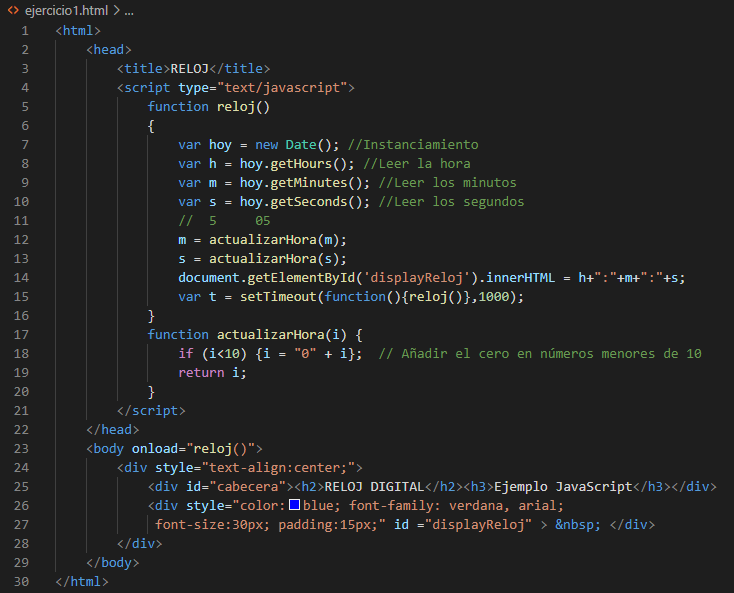 <> ejercicio1.html > ...
1 <html>
2 <head>
3 <title>RELOJ</title>
4 <script type="text/javascript">
5 function reloj()
6 {
7 var hoy = new Date(); //Instanciamiento
8 var h = hoy.getHours(); //Leer la hora
9 var m = hoy.getMinutes(); //Leer los minutos
10 var s = hoy.getSeconds(); //Leer los segundos
11 //  5     05
12 m = actualizarHora(m);
13 s = actualizarHora(s);
14 document.getElementById('displayReloj').innerHTML = h+":"+m+":"+s;
15 var t = setTimeout(function(){reloj()},1000);
16 }
17 function actualizarHora(i) {
18 if (i<10) {i = "0" + i};  // Añadir el cero en números menores de 10
19 return i;
20 }
21 </script>
22 </head>
23 <body onload="reloj()">
24 <div style="text-align:center;">
25 <div id="cabecera"><h2>RELOJ DIGITAL</h2><h3>Ejemplo JavaScript</h3></div>
26 <div style="color:blue; font-family: verdana, arial;
27 font-size:30px; padding:15px;" id ="displayReloj" > &nbsp; </div>
28 </div>
29 </body>
30 </html>